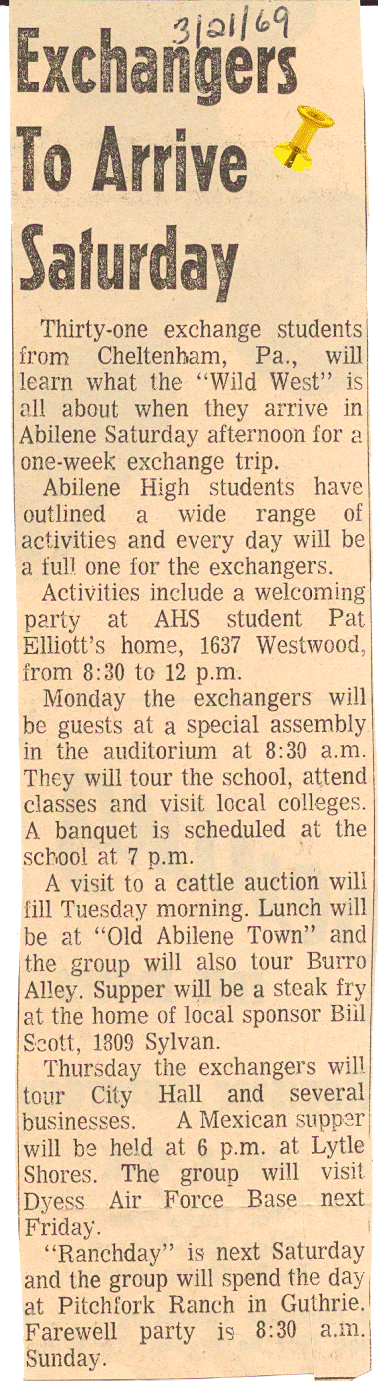 3/21/69
Exchangers
To Arrive
Saturday
Thirty-one exchange students
from Cheltenham, Pa., will
learn what the "Wild West" is
all about when they arrive in
Abilene Saturday afternoon for a
one-week exchange trip.
Abilene High students have
outlined a wide range of
activities and every day will be
a full one for the exchangers.
Activities include a welcoming
party at AHS student Pat
Elliott's home, 1637 Westwood,
from 8:30 to 12 p.m.
Monday the exchangers will
be guests at a special assembly
in the auditorium at 8:30 a.m.
They will tour the school, attend
classes and visit local colleges.
A banquet is scheduled at the
school at 7 p.m.
A visit to a cattle auction will
fill Tuesday morning. Lunch will
be at "Old Abilene Town" and
the group will also tour Burro
Alley. Supper will be a steak fry
at the home of local sponsor Bill
Scott, 1809 Sylvan.
Thursday the exchangers will
tour City Hall and several
businesses. A Mexican supper
will be held at 6 p.m. at Lytle
Shores. The group will visit
Dyess Air Force Base next
Friday.
"Ranchday" is next Saturday
and the group will spend the day
at Pitchfork Ranch in Guthrie.
Farewell party is 8:30 a.m.
Sunday.